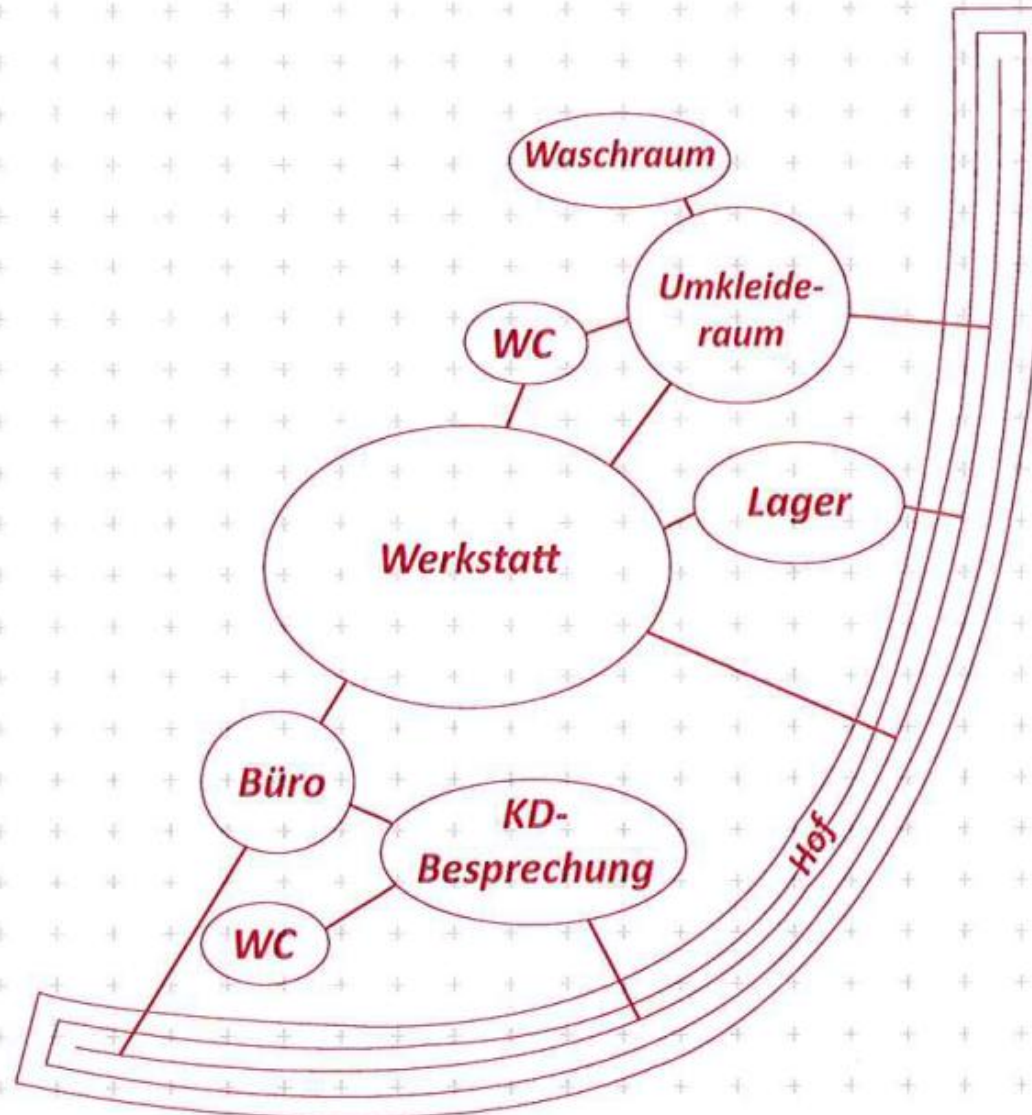 Waschraum
Umkleide-
raum
WC
Lager
Werkstatt
Büro
KD-
Besprechung
Hof
WC